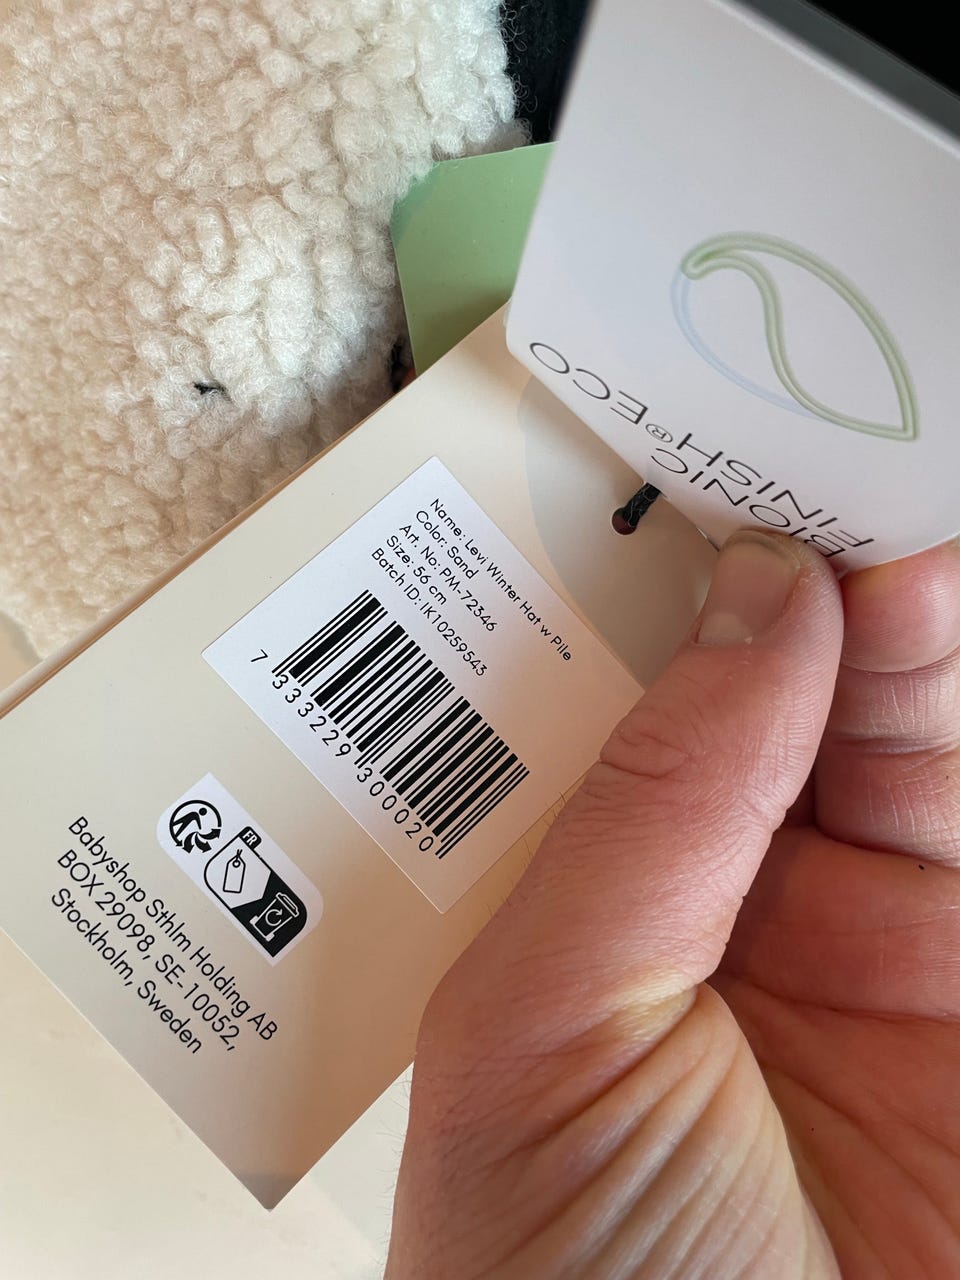 BIONIC
FINISH®ECO
Name: Levi Winter Hat w Pile
Color: Sand
Art. No: PM-72346
Size: 56 cm
Batch ID: IK10259543
7 333229 300020
FR
Babyshop Sthlm Holding AB
BOX 29098, SE-10052,
Stockholm, Sweden